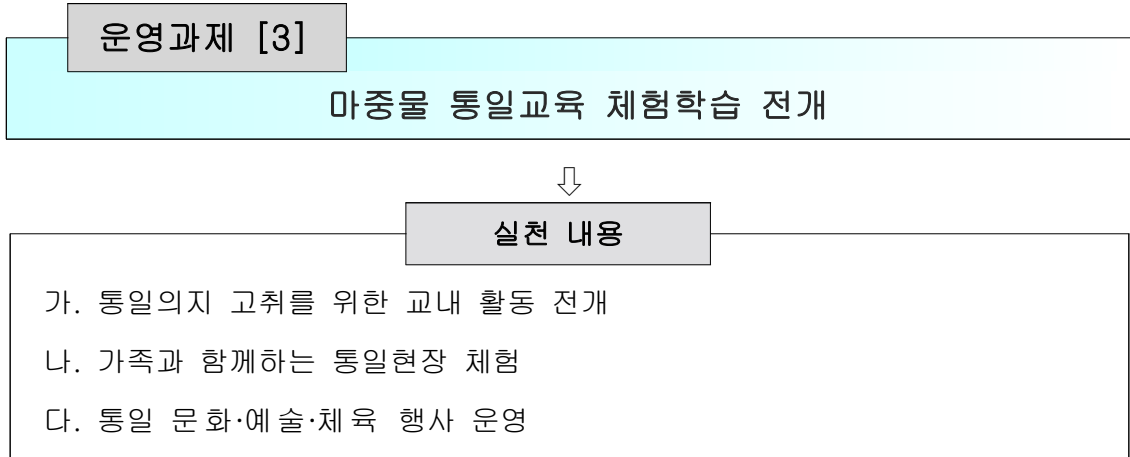 운영과제 [3]
마중물 통일교육 체험학습 전개
⇩
실천 내용
가. 통일의지 고취를 위한 교내 활동 전개
나. 가족과 함께하는 통일현장 체험
다. 통일 문화·예술·체육 행사 운영